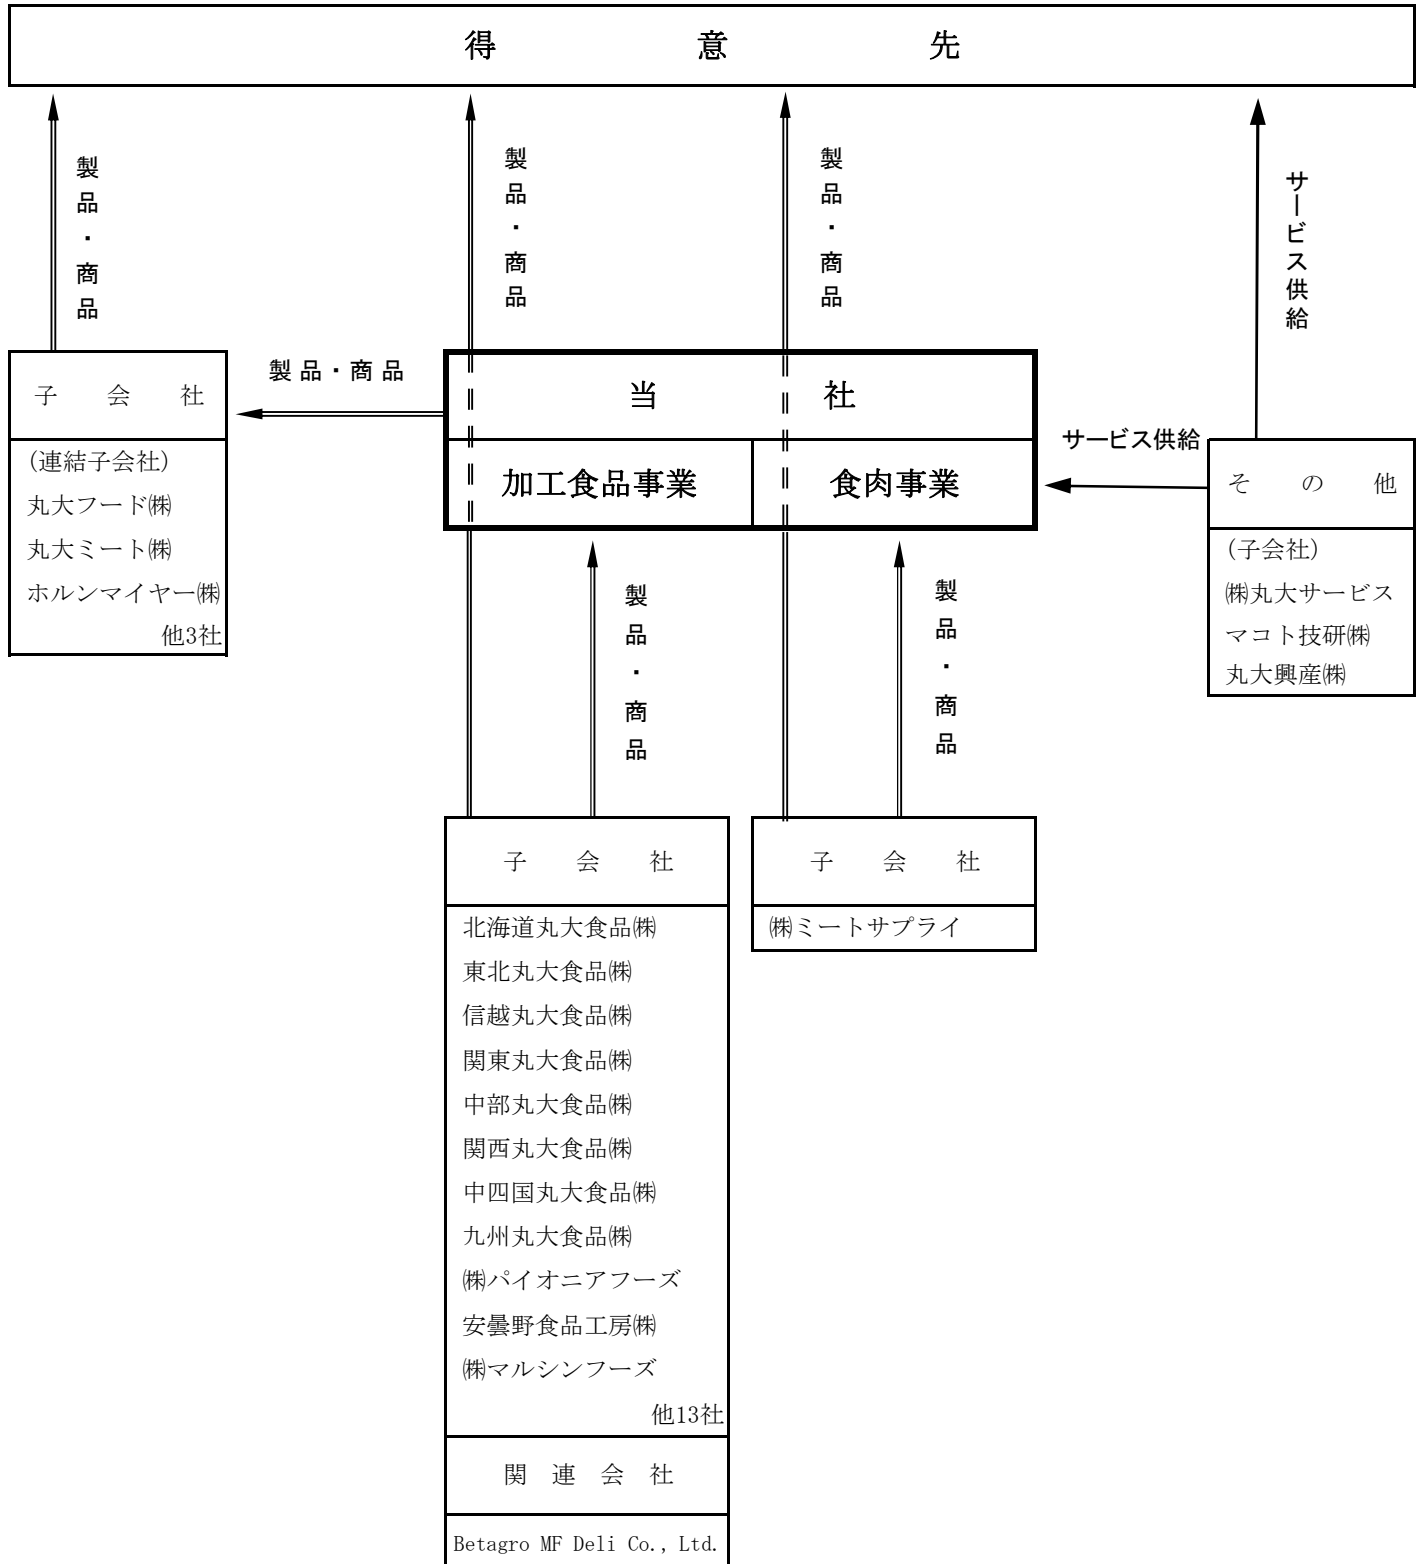 得意先
製品・商品
製品・商品
製品・商品
サービス供給
子会社
(連結子会社)
丸大フード㈱
丸大ミート㈱
ホルンマイヤー㈱
他3社
製品・商品
当社
加工食品事業
食肉事業
サービス供給
その他
(子会社)
㈱丸大サービス
マコト技研㈱
丸大興産㈱
製品・商品
製品・商品
子会社
北海道丸大食品㈱
東北丸大食品㈱
信越丸大食品㈱
関東丸大食品㈱
中部丸大食品㈱
関西丸大食品㈱
中四国丸大食品㈱
九州丸大食品㈱
㈱パイオニアフーズ
安曇野食品工房㈱
㈱マルシンフーズ
他13社
関連会社
Betagro MF Deli Co., Ltd.
子会社
㈱ミートサプライ